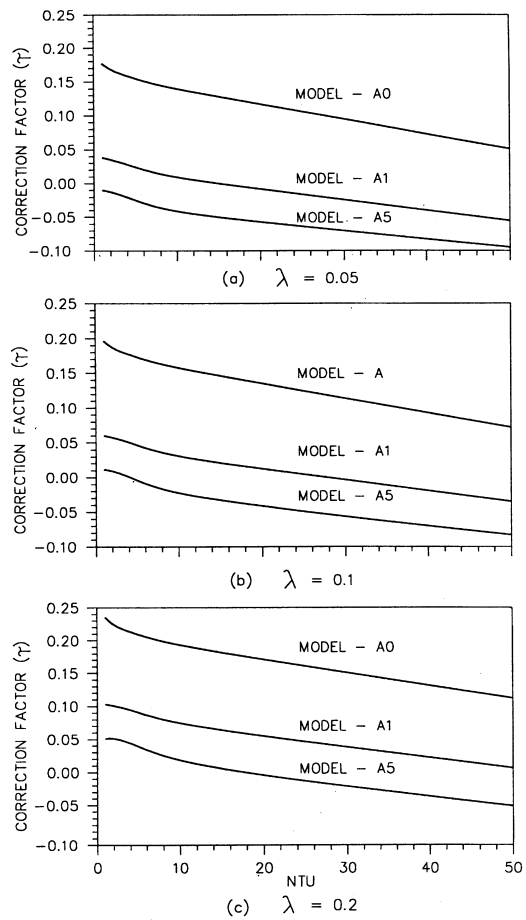 0.25
0.20
0.15
0.10
0.05
0.00
-0.05
-0.10
CORRECTION FACTOR (γ)
MODEL - A0
MODEL - A1
MODEL - A5
(a) λ = 0.05
0.25
0.20
0.15
0.10
0.05
0.00
-0.05
-0.10
CORRECTION FACTOR (γ)
MODEL - A
MODEL - A1
MODEL - A5
(b) λ = 0.1
0.25
0.20
0.15
0.10
0.05
0.00
-0.05
-0.10
CORRECTION FACTOR (γ)
MODEL - A0
MODEL - A1
MODEL - A5
0 10 20 30 40 50
NTU
(c) λ = 0.2